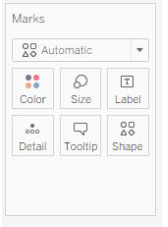 Marks
Automatic
Color Size Label
Detail Tooltip Shape